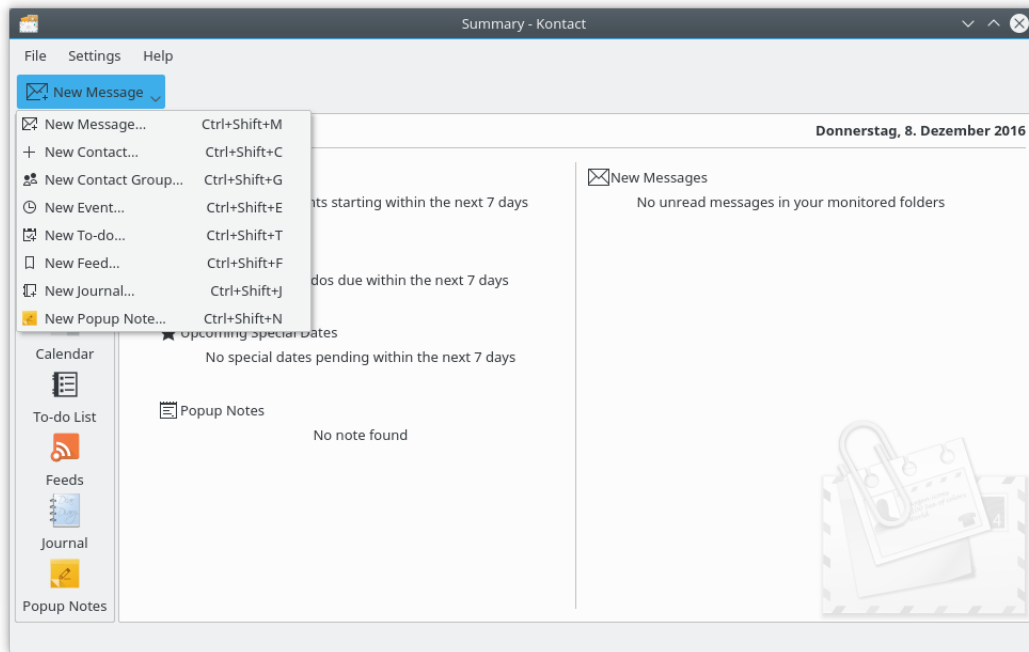 Summary - Kontact
File Settings Help
New Message
New Message... Ctrl+Shift+M
New Contact... Ctrl+Shift+C
New Contact Group... Ctrl+Shift+G
New Event... Ctrl+Shift+E
New To-do... Ctrl+Shift+T
New Feed... Ctrl+Shift+F
New Journal... Ctrl+Shift+J
New Popup Note... Ctrl+Shift+N
Calendar
To-do List
Feeds
Journal
Popup Notes
Donnerstag, 8. Dezember 2016
starting within the next 7 days
due within the next 7 days
Upcoming Special Dates
No special dates pending within the next 7 days
Popup Notes
No note found
New Messages
No unread messages in your monitored folders